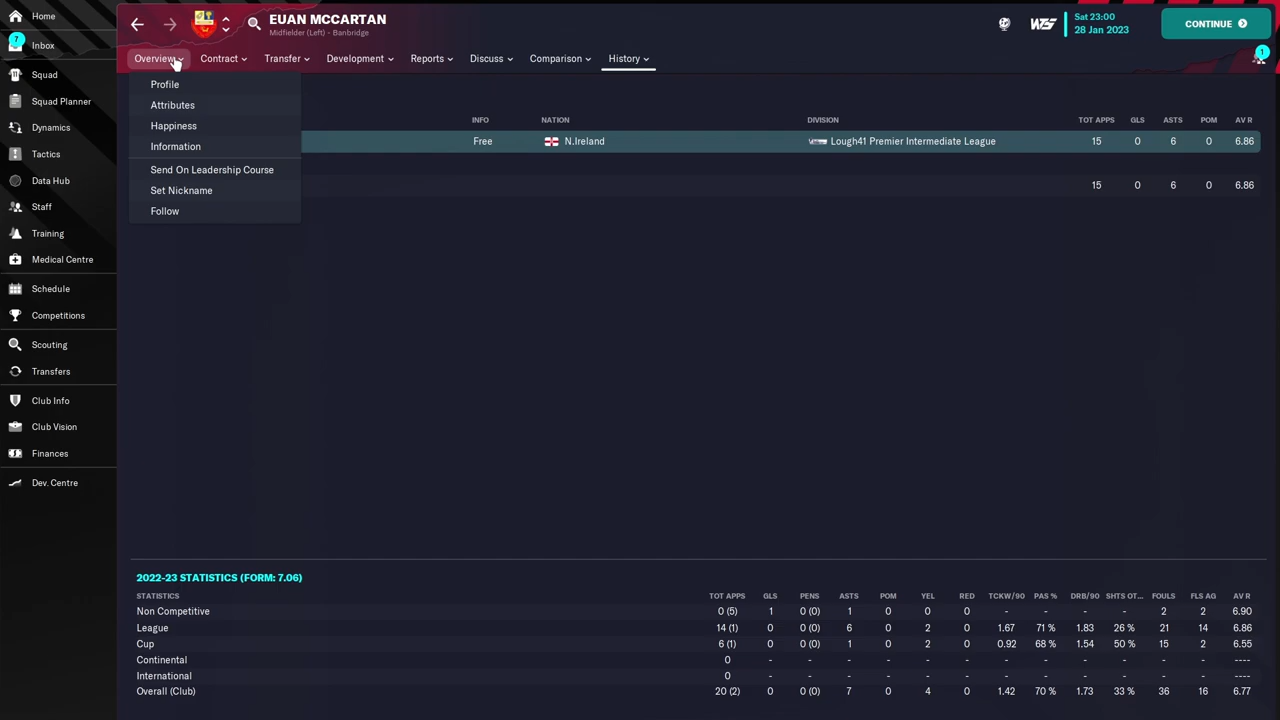 Home
EUAN MCCARTAN
Midfielder (Left) - Banbridge
Sat 23:00
28 Jan 2023
CONTINUE
7
Inbox
Overview
Contract
Transfer
Development
Reports
Discuss
Comparison
History
1
Squad
Squad Planner
Dynamics
Tactics
Data Hub
Staff
Training
Medical Centre
Schedule
Competitions
Scouting
Transfers
Club Info
Club Vision
Finances
Dev. Centre
Profile
Attributes
Happiness
Information
Send On Leadership Course
Set Nickname
Follow
INFO NATION DIVISION TOT APPS GLS ASTS POM AV R
Free N.Ireland Lough41 Premier Intermediate League 15 0 6 0 6.86
15 0 6 0 6.86
2022-23 STATISTICS (FORM: 7.06)
STATISTICS TOT APPS GLS PENS ASTS POM YEL RED TCKW/90 PAS % DRB/90 SHTS OT... FOULS FLS AG AV R
Non Competitive 0 (5) 1 0 (0) 1 0 0 0 - - - - 2 2 6.90
League 14 (1) 0 0 (0) 6 0 2 0 1.67 71 % 1.83 26 % 21 14 6.86
Cup 6 (1) 0 0 (0) 1 0 2 0 0.92 68 % 1.54 50 % 15 2 6.55
Continental 0 - - - - - - - - - - - - ----
International 0 - - - - - - - - - - - - ----
Overall (Club) 20 (2) 0 0 (0) 7 0 4 0 1.42 70 % 1.73 33 % 36 16 6.77